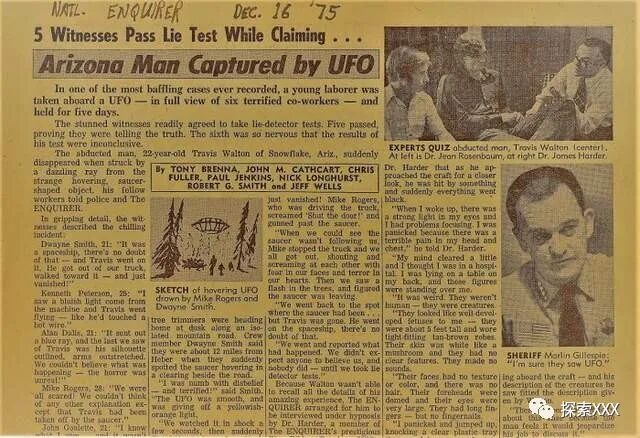 NATL. ENQUIRER DEC. 16 '75
5 Witnesses Pass Lie Test While Claiming . . .
Arizona Man Captured by UFO
In one of the most baffling cases ever recorded, a young laborer was
taken aboard a UFO — in full view of six terrified co-workers — and
held for five days.
The stunned witnesses readily agreed to take lie-detector tests. Five passed,
proving they were telling the truth. The sixth was so nervous that the results of
his test were inconclusive.
The abducted man, 22-year-old Travis Walton of Snowflake, Ariz., suddenly
disappeared when struck by
a dazzling ray from the
strange hovering, saucer-
shaped object, his fellow
workers told police and The
ENQUIRER.
In gripping detail, the wit-
nesses described the chilling
incident:
Dwayne Smith, 21: "It was
a spaceship, there's no doubt
of that — and Travis went
on it. He got out of our truck,
walked toward it — and just
vanished!"
Kenneth Peterson, 25: "I
saw a bluish light come from
the machine and Travis went
flying — like he'd touched a
hot wire."
Alan Dalis, 21: "It sent out
a blue ray, and the last we saw
of Travis was his silhouette
outlined, arms outstretched.
We couldn't believe what was
happening — the horror was
unreal!"
Mike Rogers, 28: "We were
all scared! We couldn't think
of any other explanation ex-
cept that Travis had been
taken off by the saucer."
John Goulette, 21: "I know
By TONY BRENNA, JOHN M. CATHCART, CHRIS
FULLER, PAUL JENKINS, NICK LONGHURST,
ROBERT G. SMITH and JEFF WELLS
SKETCH of hovering UFO
drawn by Mike Rogers and
Dwayne Smith.
tree trimmers were heading
home at dusk along an iso-
lated mountain road. Crew
member Dwayne Smith said
they were about 12 miles from
Heber when they suddenly
spotted the saucer hovering in
a clearing beside the road.
"I was numb with disbelief
and terrified!" said Smith.
"The UFO was smooth, and
was giving off a yellowish-
orange light.
"We watched it in shock a
few seconds, then suddenly
just vanished! Mike Rogers,
who was driving the truck,
screamed 'Shut the door!' and
gunned past the saucer.
"When we could see the
saucer wasn't following us,
Mike stopped the truck and we
all got out, shouting and
screaming at each other with
fear in our faces and terror in
our hearts. Then we saw a
flash in the trees, and figured
the saucer was leaving.
"We went back to the spot
where the saucer had been . .
but Travis was gone. He went
on the spaceship, there's no
doubt of that.
"We went and reported what
had happened. We didn't ex-
pect anyone to believe us, and
nobody did — until we took lie
detector tests."
Because Walton wasn't able
to recall all the details of his
amazing experience, The EN-
QUIRER arranged for him to
be interviewed under hypnosis
by Dr. Harder, a member of
The ENQUIRER'S prestigious
EXPERTS QUIZ abducted man, Travis Walton (center).
At left is Dr. Jean Rosenbaum, at right Dr. James Harder.
Dr. Harder that as he ap-
proached the craft for a closer
look, he was hit by something
and suddenly everything went
black.
"When I woke up, there was
a strong light in my eyes and
I had problems focusing. I was
panicked because there was a
terrible pain in my head and
chest," he told Dr. Harder.
"My mind cleared a little
and I thought I was in a hospi-
tal. I was lying on a table on
my back, and those figures
were standing over me.
"It was weird. They weren't
human — they were creatures.
"They looked like well devel-
oped fetuses to me — they
were about 5 feet tall and wore
tight-fitting tan-brown robes.
Their skin was white like a
mushroom and they had no
clear features. They made no
sounds.
"Their faces had no texture
or color, and there was no
hair. Their foreheads were
domed and their eyes were
very large. They had long fin-
gers — but no fingernails.
"I panicked and jumped up,
knocking a clear plastic tray
SHERIFF Marlin Gillespie:
"I'm sure they saw UFO."
ing aboard the craft — and his
description of the creatures he
saw fitted the description giv-
探索XXX